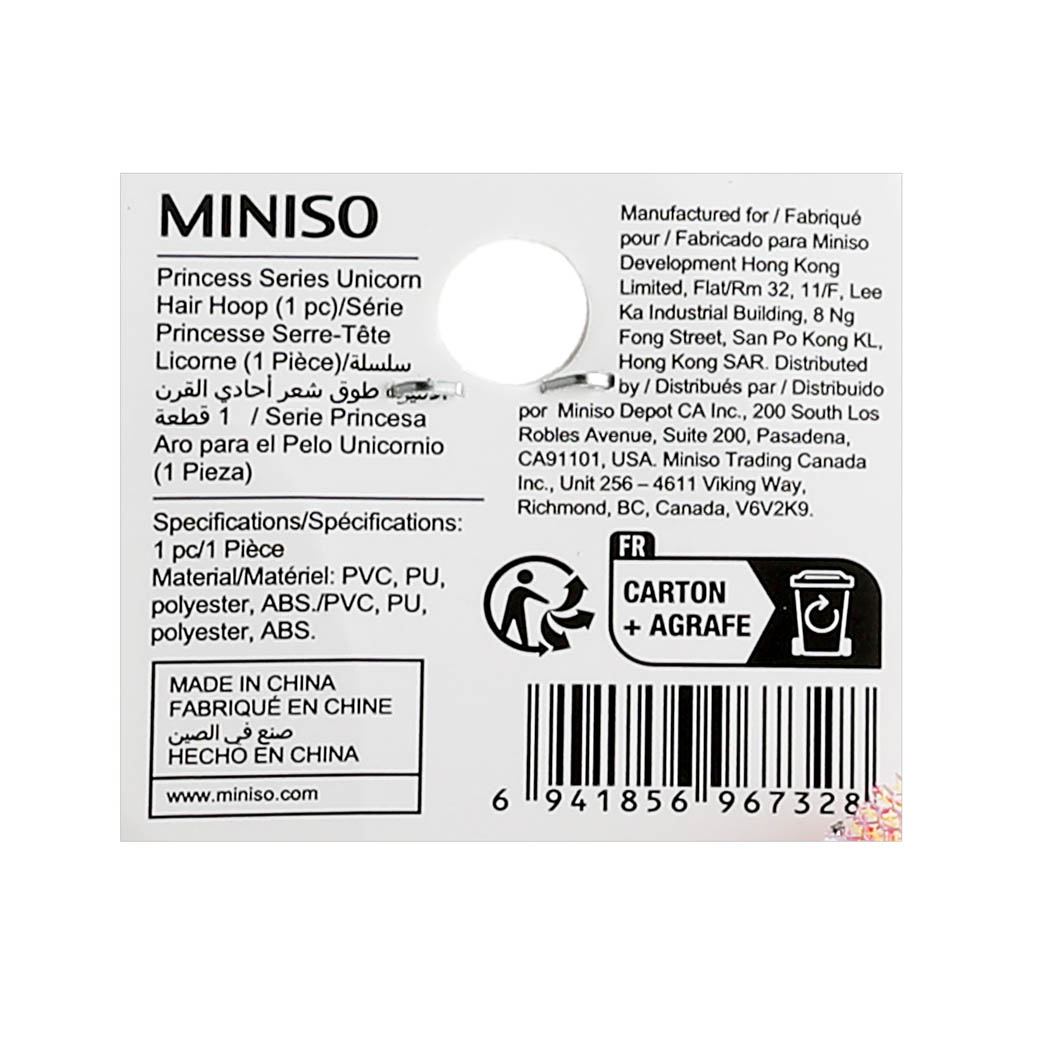 MINISO
Princess Series Unicorn
Hair Hoop (1 pc)/Série
Princesse Serre-Tête
Licorne (1 Pièce)/سلسلة
طوق شعر أحادي القرن
1 قطعة / Serie Princesa
Aro para el Pelo Unicornio
(1 Pieza)
Specifications/Spécifications:
1 pc/1 Pièce
Material/Matériel: PVC, PU,
polyester, ABS./PVC, PU,
polyester, ABS.
MADE IN CHINA
FABRIQUÉ EN CHINE
صنع في الصين
HECHO EN CHINA
www.miniso.com
Manufactured for / Fabriqué
pour / Fabricado para Miniso
Development Hong Kong
Limited, Flat/Rm 32, 11/F, Lee
Ka Industrial Building, 8 Ng
Fong Street, San Po Kong KL,
Hong Kong SAR. Distributed
by / Distribués par / Distribuido
por Miniso Depot CA Inc., 200 South Los
Robles Avenue, Suite 200, Pasadena,
CA91101, USA. Miniso Trading Canada
Inc., Unit 256 – 4611 Viking Way,
Richmond, BC, Canada, V6V2K9.
FR
CARTON
+ AGRAFE
6 941856 967328